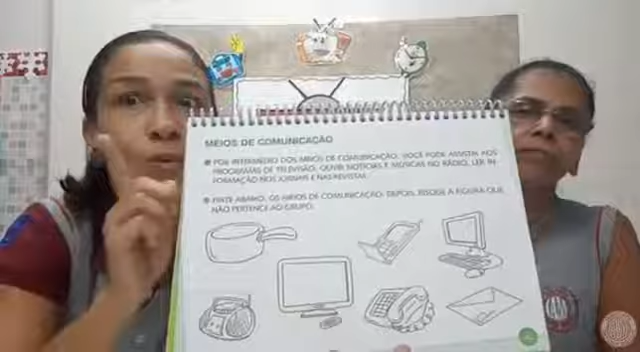 MEIOS DE COMUNICAÇÃO
POR INTERMÉDIO DOS MEIOS DE COMUNICAÇÃO, VOCÊ PODE ASSISTIR AOS
PROGRAMAS DE TELEVISÃO, OUVIR NOTÍCIAS E MÚSICAS NO RÁDIO, LER IN-
FORMAÇÃO NOS JORNAIS E NAS REVISTAS.
PINTE ABAIXO, OS MEIOS DE COMUNICAÇÃO. DEPOIS, RISQUE A FIGURA QUE
NÃO PERTENCE AO GRUPO.